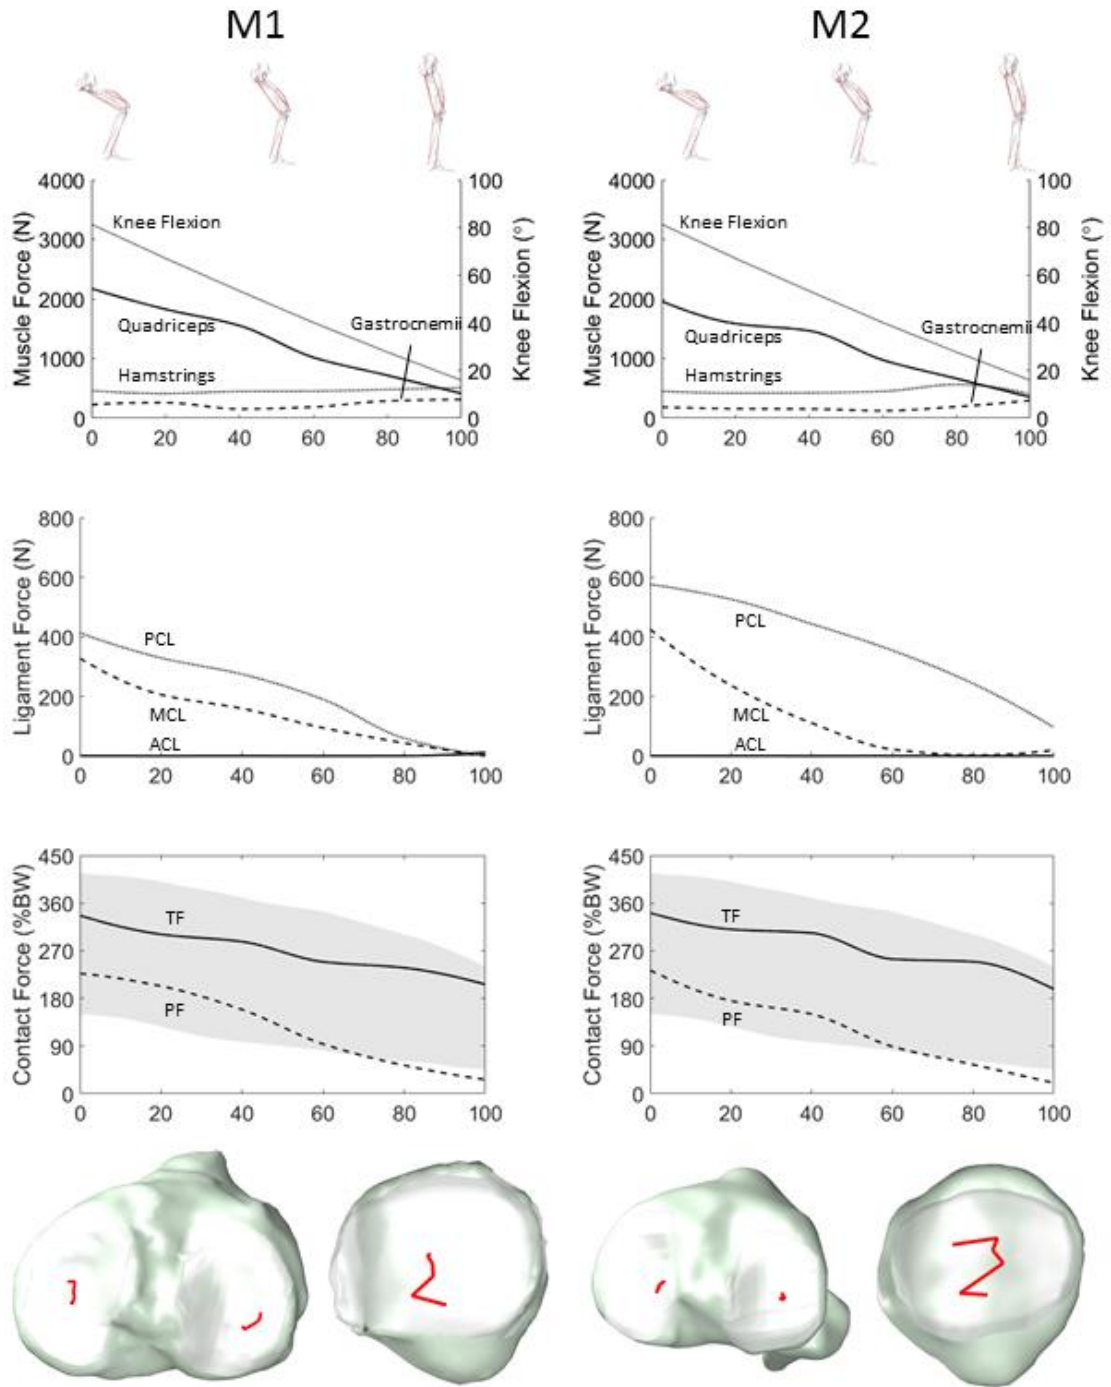 M1
M2
4000
3000
2000
1000
0
Muscle Force (N)
100
80
60
40
20
0
Knee Flexion (°)
Knee Flexion
Quadriceps
Gastrocnemii
Hamstrings
0 20 40 60 80 100
4000
3000
2000
1000
0
Muscle Force (N)
100
80
60
40
20
0
Knee Flexion (°)
Knee Flexion
Quadriceps
Gastrocnemii
Hamstrings
0 20 40 60 80 100
800
600
400
200
0
Ligament Force (N)
PCL
MCL
ACL
0 20 40 60 80 100
800
600
400
200
0
Ligament Force (N)
PCL
MCL
ACL
0 20 40 60 80 100
450
360
270
180
90
0
Contact Force (%BW)
TF
PF
0 20 40 60 80 100
450
360
270
180
90
0
Contact Force (%BW)
TF
PF
0 20 40 60 80 100